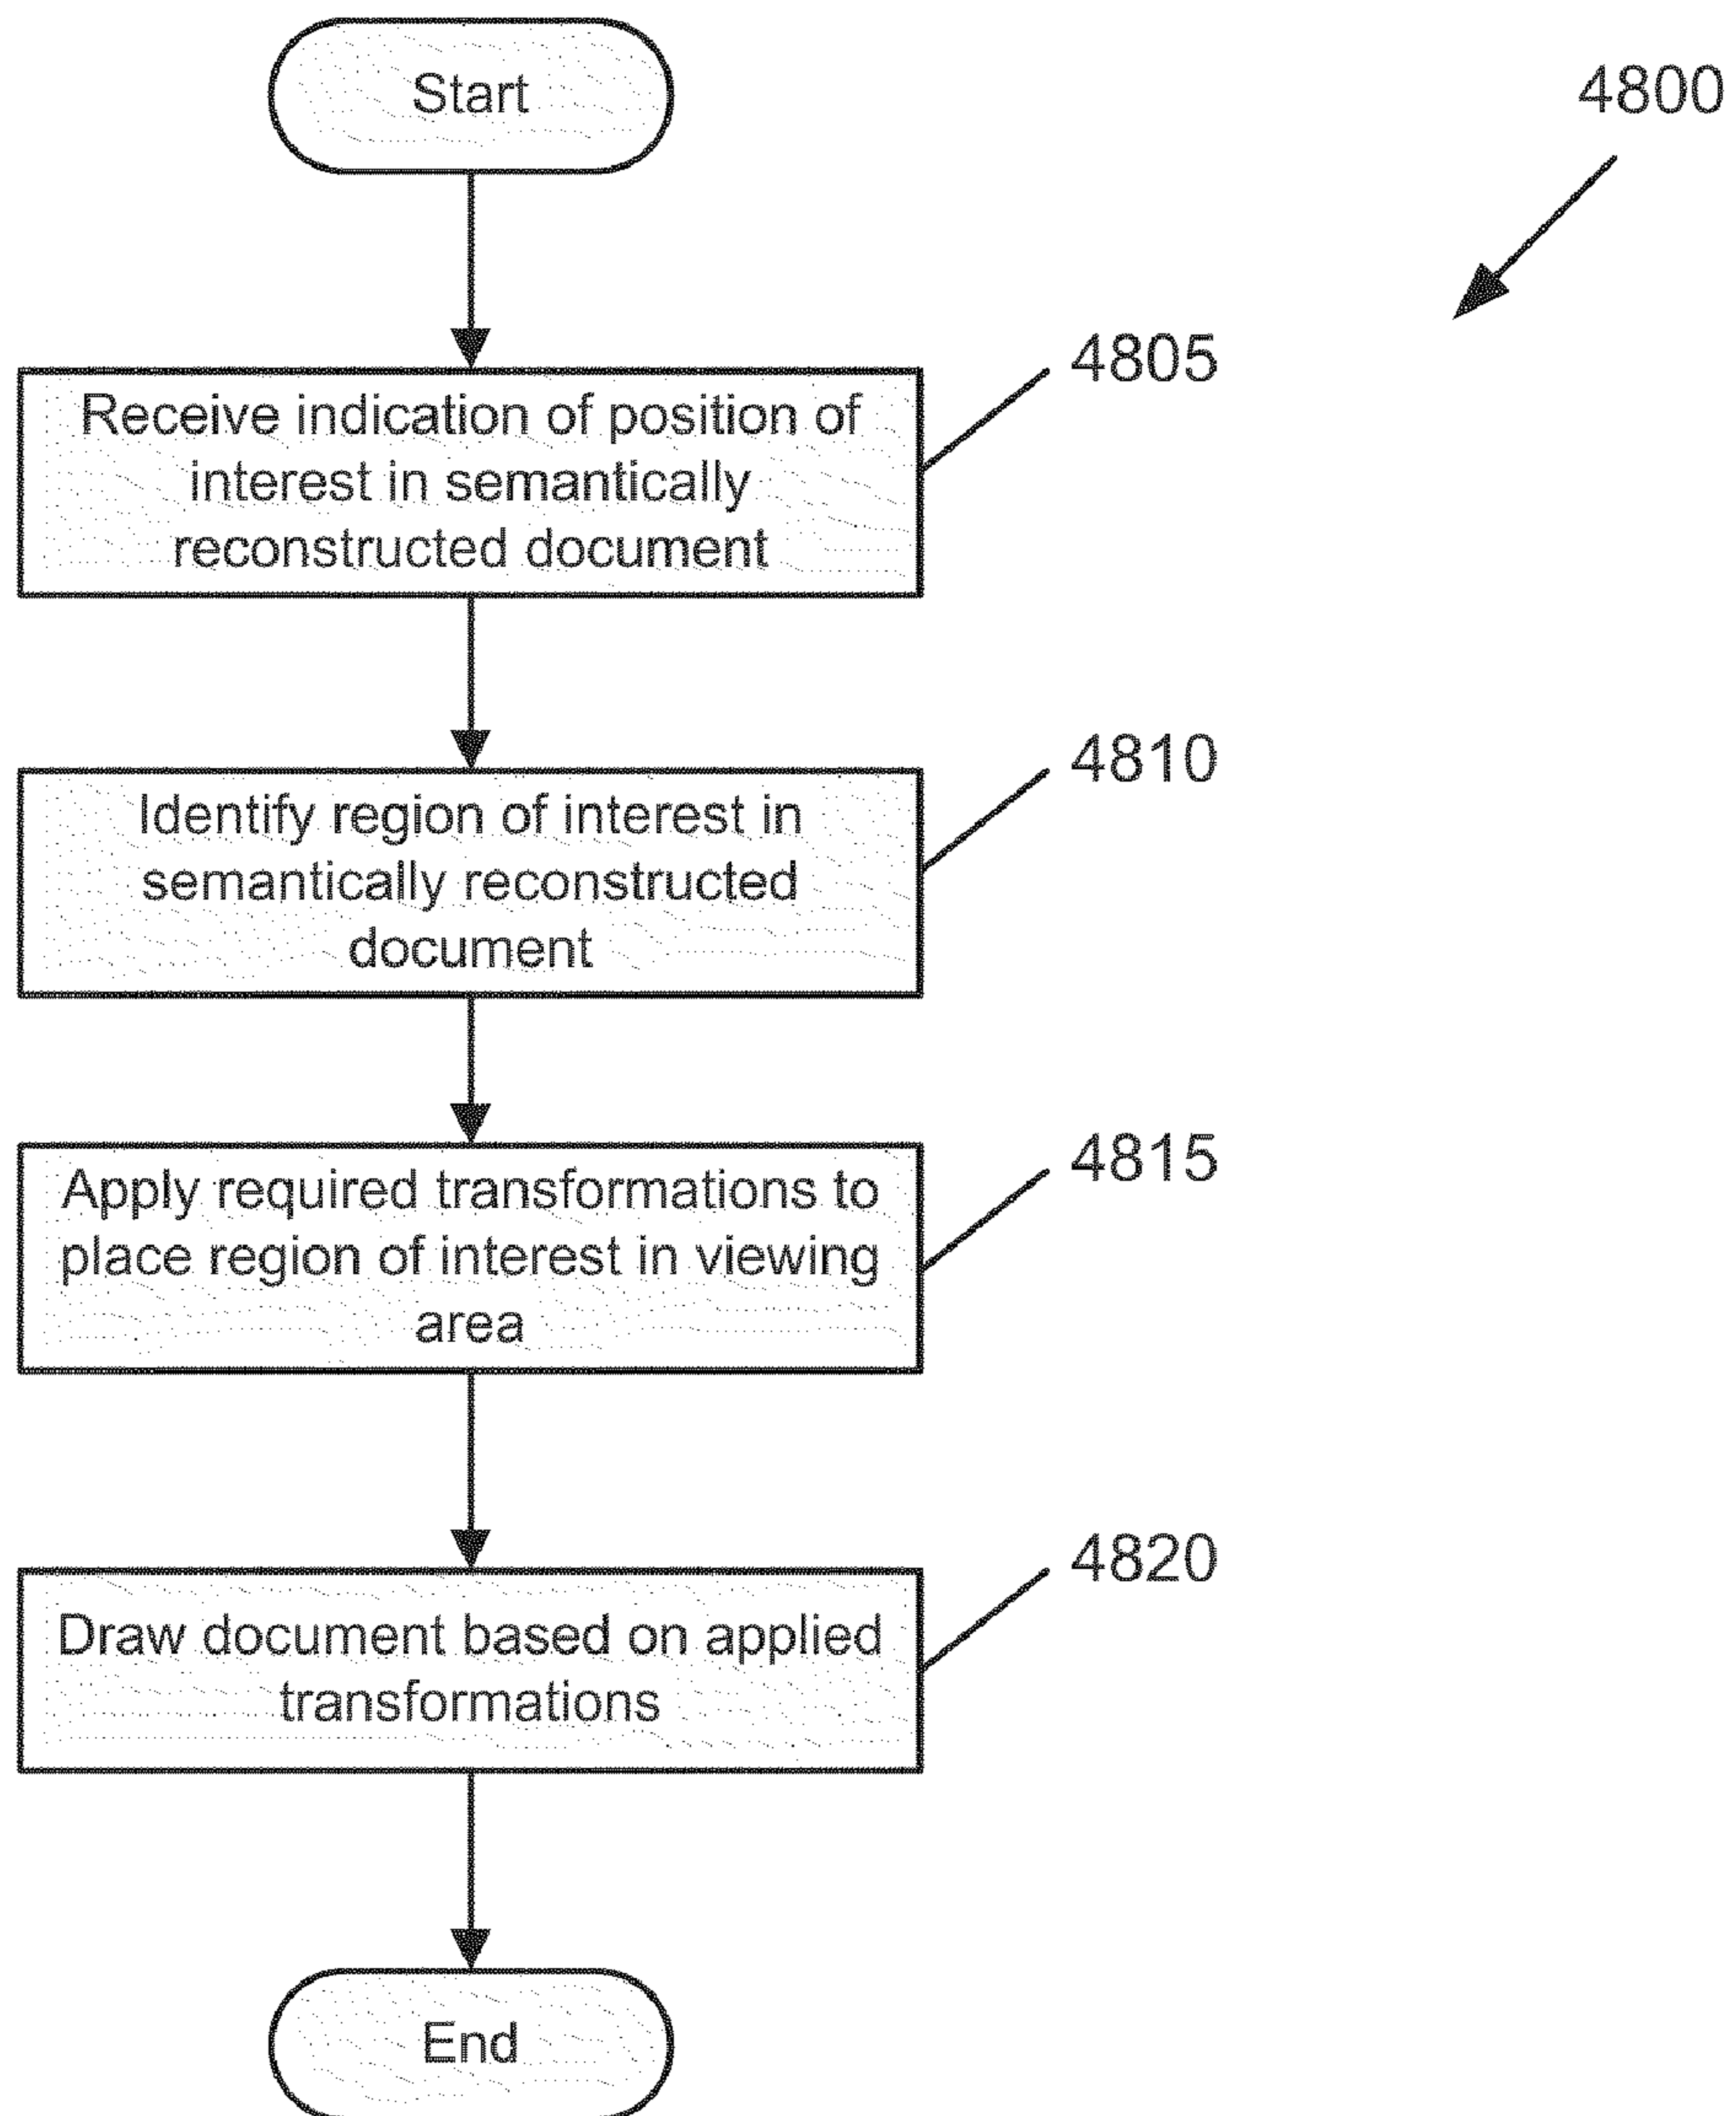 Start
4800
Receive indication of position of
interest in semantically
reconstructed document
4805
Identify region of interest in
semantically reconstructed
document
4810
Apply required transformations to
place region of interest in viewing
area
4815
Draw document based on applied
transformations
4820
End